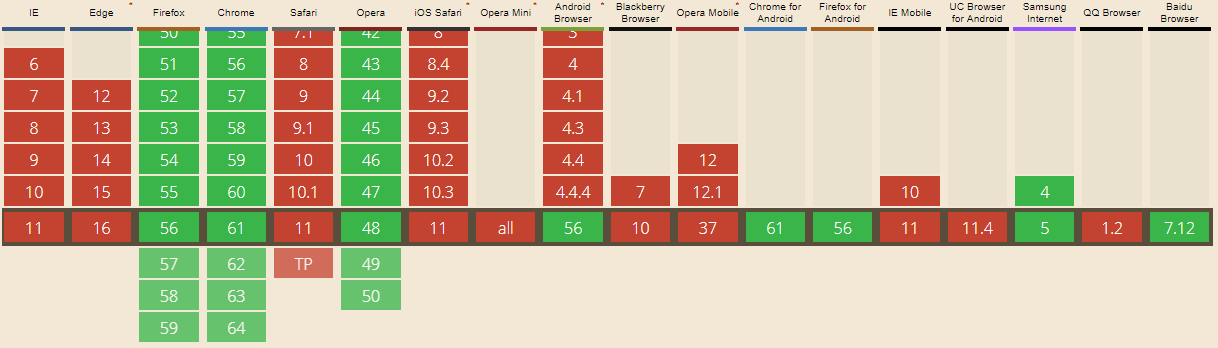 IE Edge * Firefox Chrome Safari Opera iOS Safari * Opera Mini * Android Browser * Blackberry Browser Opera Mobile * Chrome for Android Firefox for Android IE Mobile UC Browser for Android Samsung Internet QQ Browser Baidu Browser
50 55 7.1 42 8 3
6 51 56 8 43 8.4 4
7 12 52 57 9 44 9.2 4.1
8 13 53 58 9.1 45 9.3 4.3
9 14 54 59 10 46 10.2 4.4 12
10 15 55 60 10.1 47 10.3 4.4.4 7 12.1 10 4
11 16 56 61 11 48 11 all 56 10 37 61 56 11 11.4 5 1.2 7.12
57 62 TP 49
58 63 50
59 64